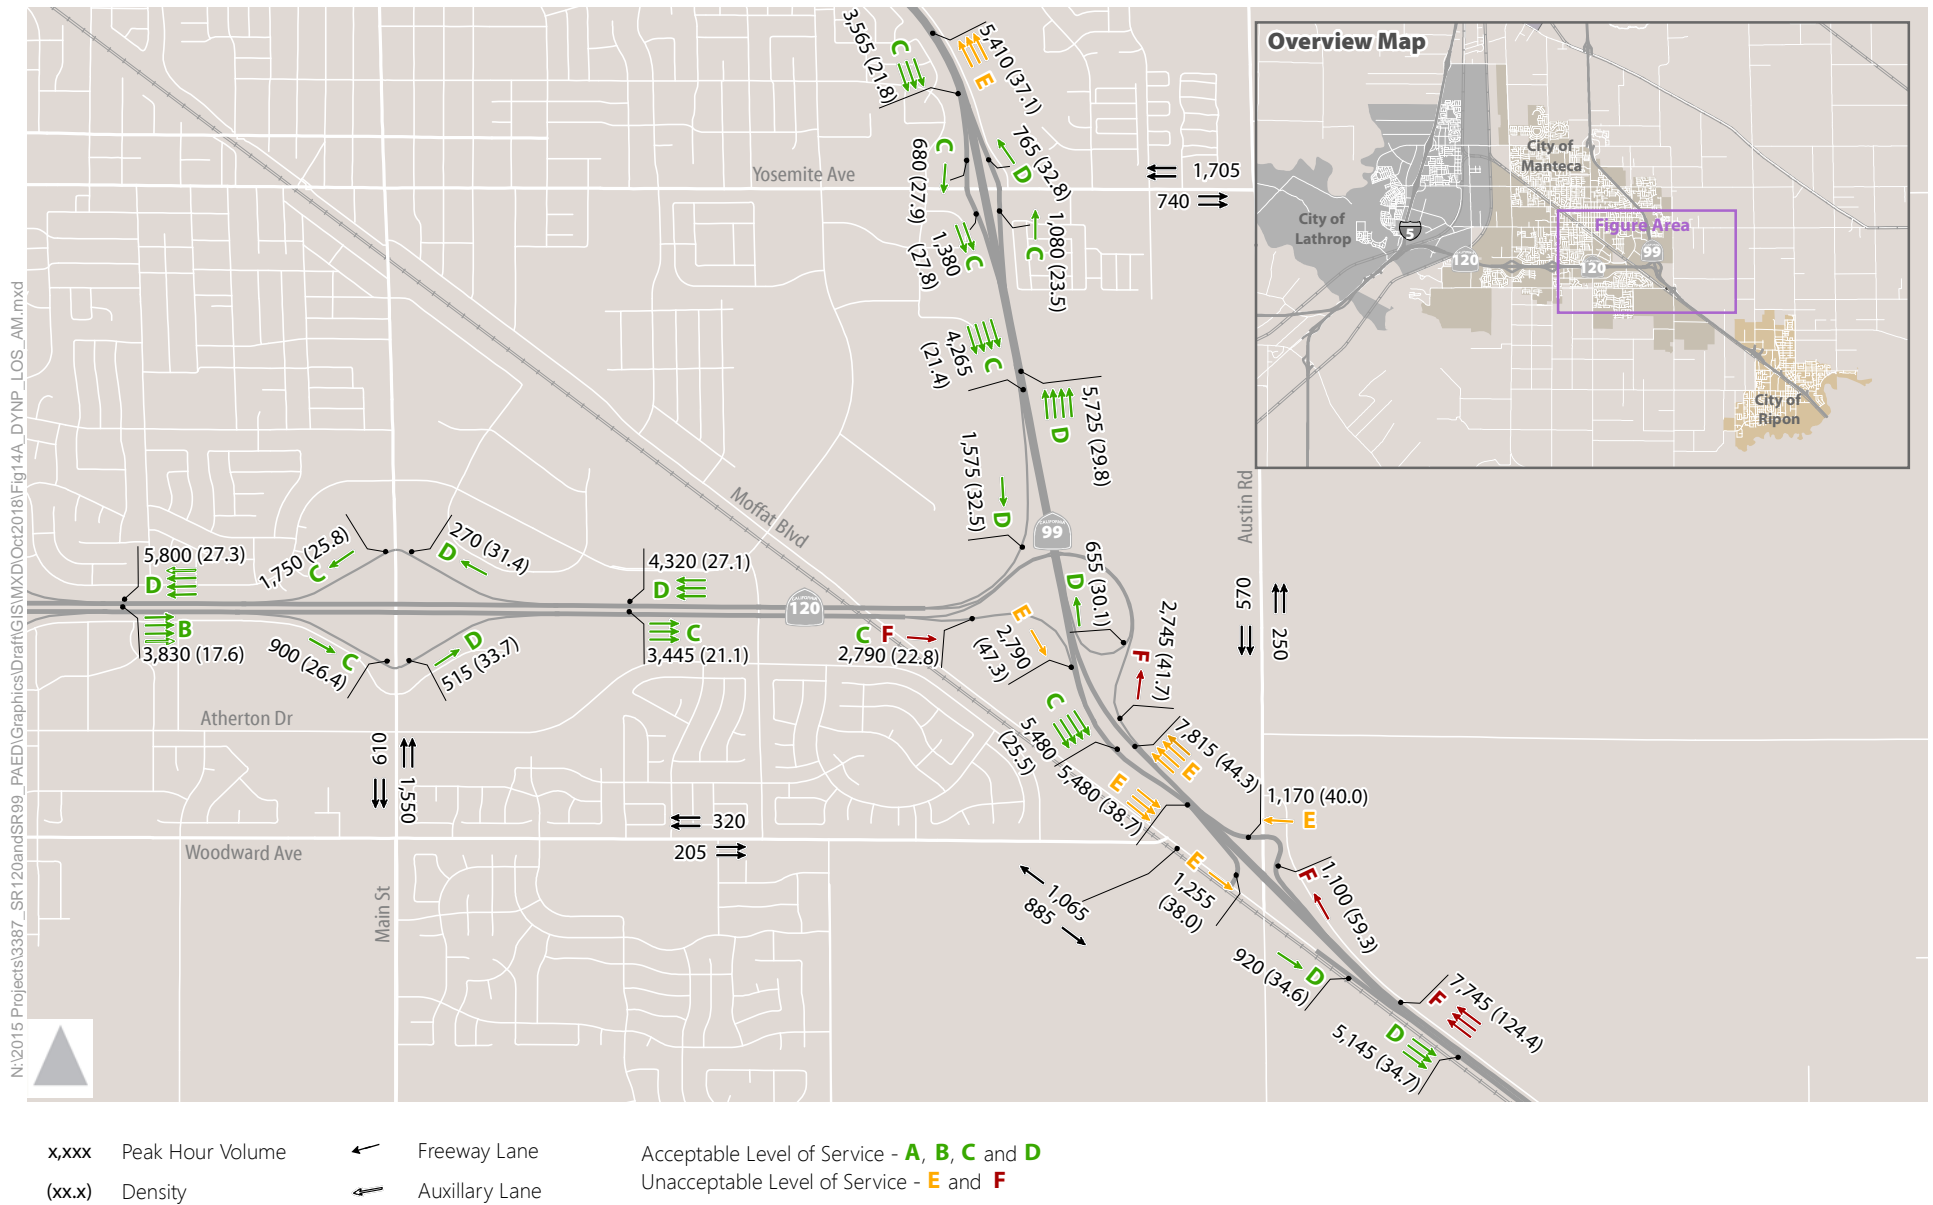 3,565 (21.8)
C
5,410 (37.1)
E
Overview Map
City of
Manteca
City of
Lathrop
5
120
120
99
Figure Area
City of
Ripon
680 (27.9)
C
765 (32.8)
D
Yosemite Ave
1,705
740
1,380
(27.8)
C
1,080 (23.5)
C
4,265
(21.4)
C
5,725 (29.8)
D
1,575 (32.5)
D
Moffat Blvd
CALIFORNIA
99
Austin Rd
5,800 (27.3)
D
1,750 (25.8)
C
270 (31.4)
D
4,320 (27.1)
D
655 (30.1)
D
570
250
B
3,830 (17.6)
900 (26.4)
C
515 (33.7)
D
C
3,445 (21.1)
CALIFORNIA
120
C F
2,790 (22.8)
E
2,790
(47.3)
2,745 (41.7)
F
Atherton Dr
C
5,480
(25.5)
7,815 (44.3)
E
610
1,550
E
5,480 (38.7)
1,170 (40.0)
E
320
205
Woodward Ave
Main St
E
1,255
(38.0)
1,100 (59.3)
F
1,065
885
920 (34.6)
D
7,745 (124.4)
F
5,145 (34.7)
D
N:\2015 Projects\3387_SR120andSR99_PAED\Graphics\Draft\GIS\MXD\Oct2018\Fig14A_DYNP_LOS_AM.mxd
x,xxx Peak Hour Volume
(xx.x) Density
Freeway Lane
Auxillary Lane
Acceptable Level of Service - A, B, C and D
Unacceptable Level of Service - E and F